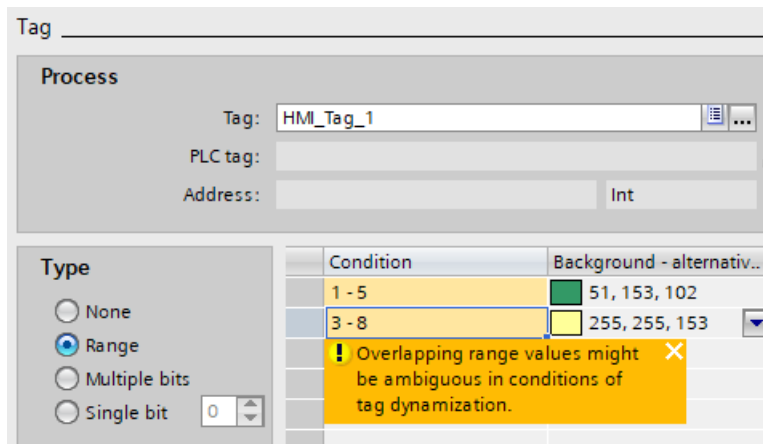 Tag
Process
Tag: HMI_Tag_1 ...
PLC tag:
Address: Int
Type
None
Range
Multiple bits
Single bit 0
Condition Background - alternativ...
1 - 5 51, 153, 102
3 - 8 255, 255, 153
! Overlapping range values might
be ambiguous in conditions of
tag dynamization.